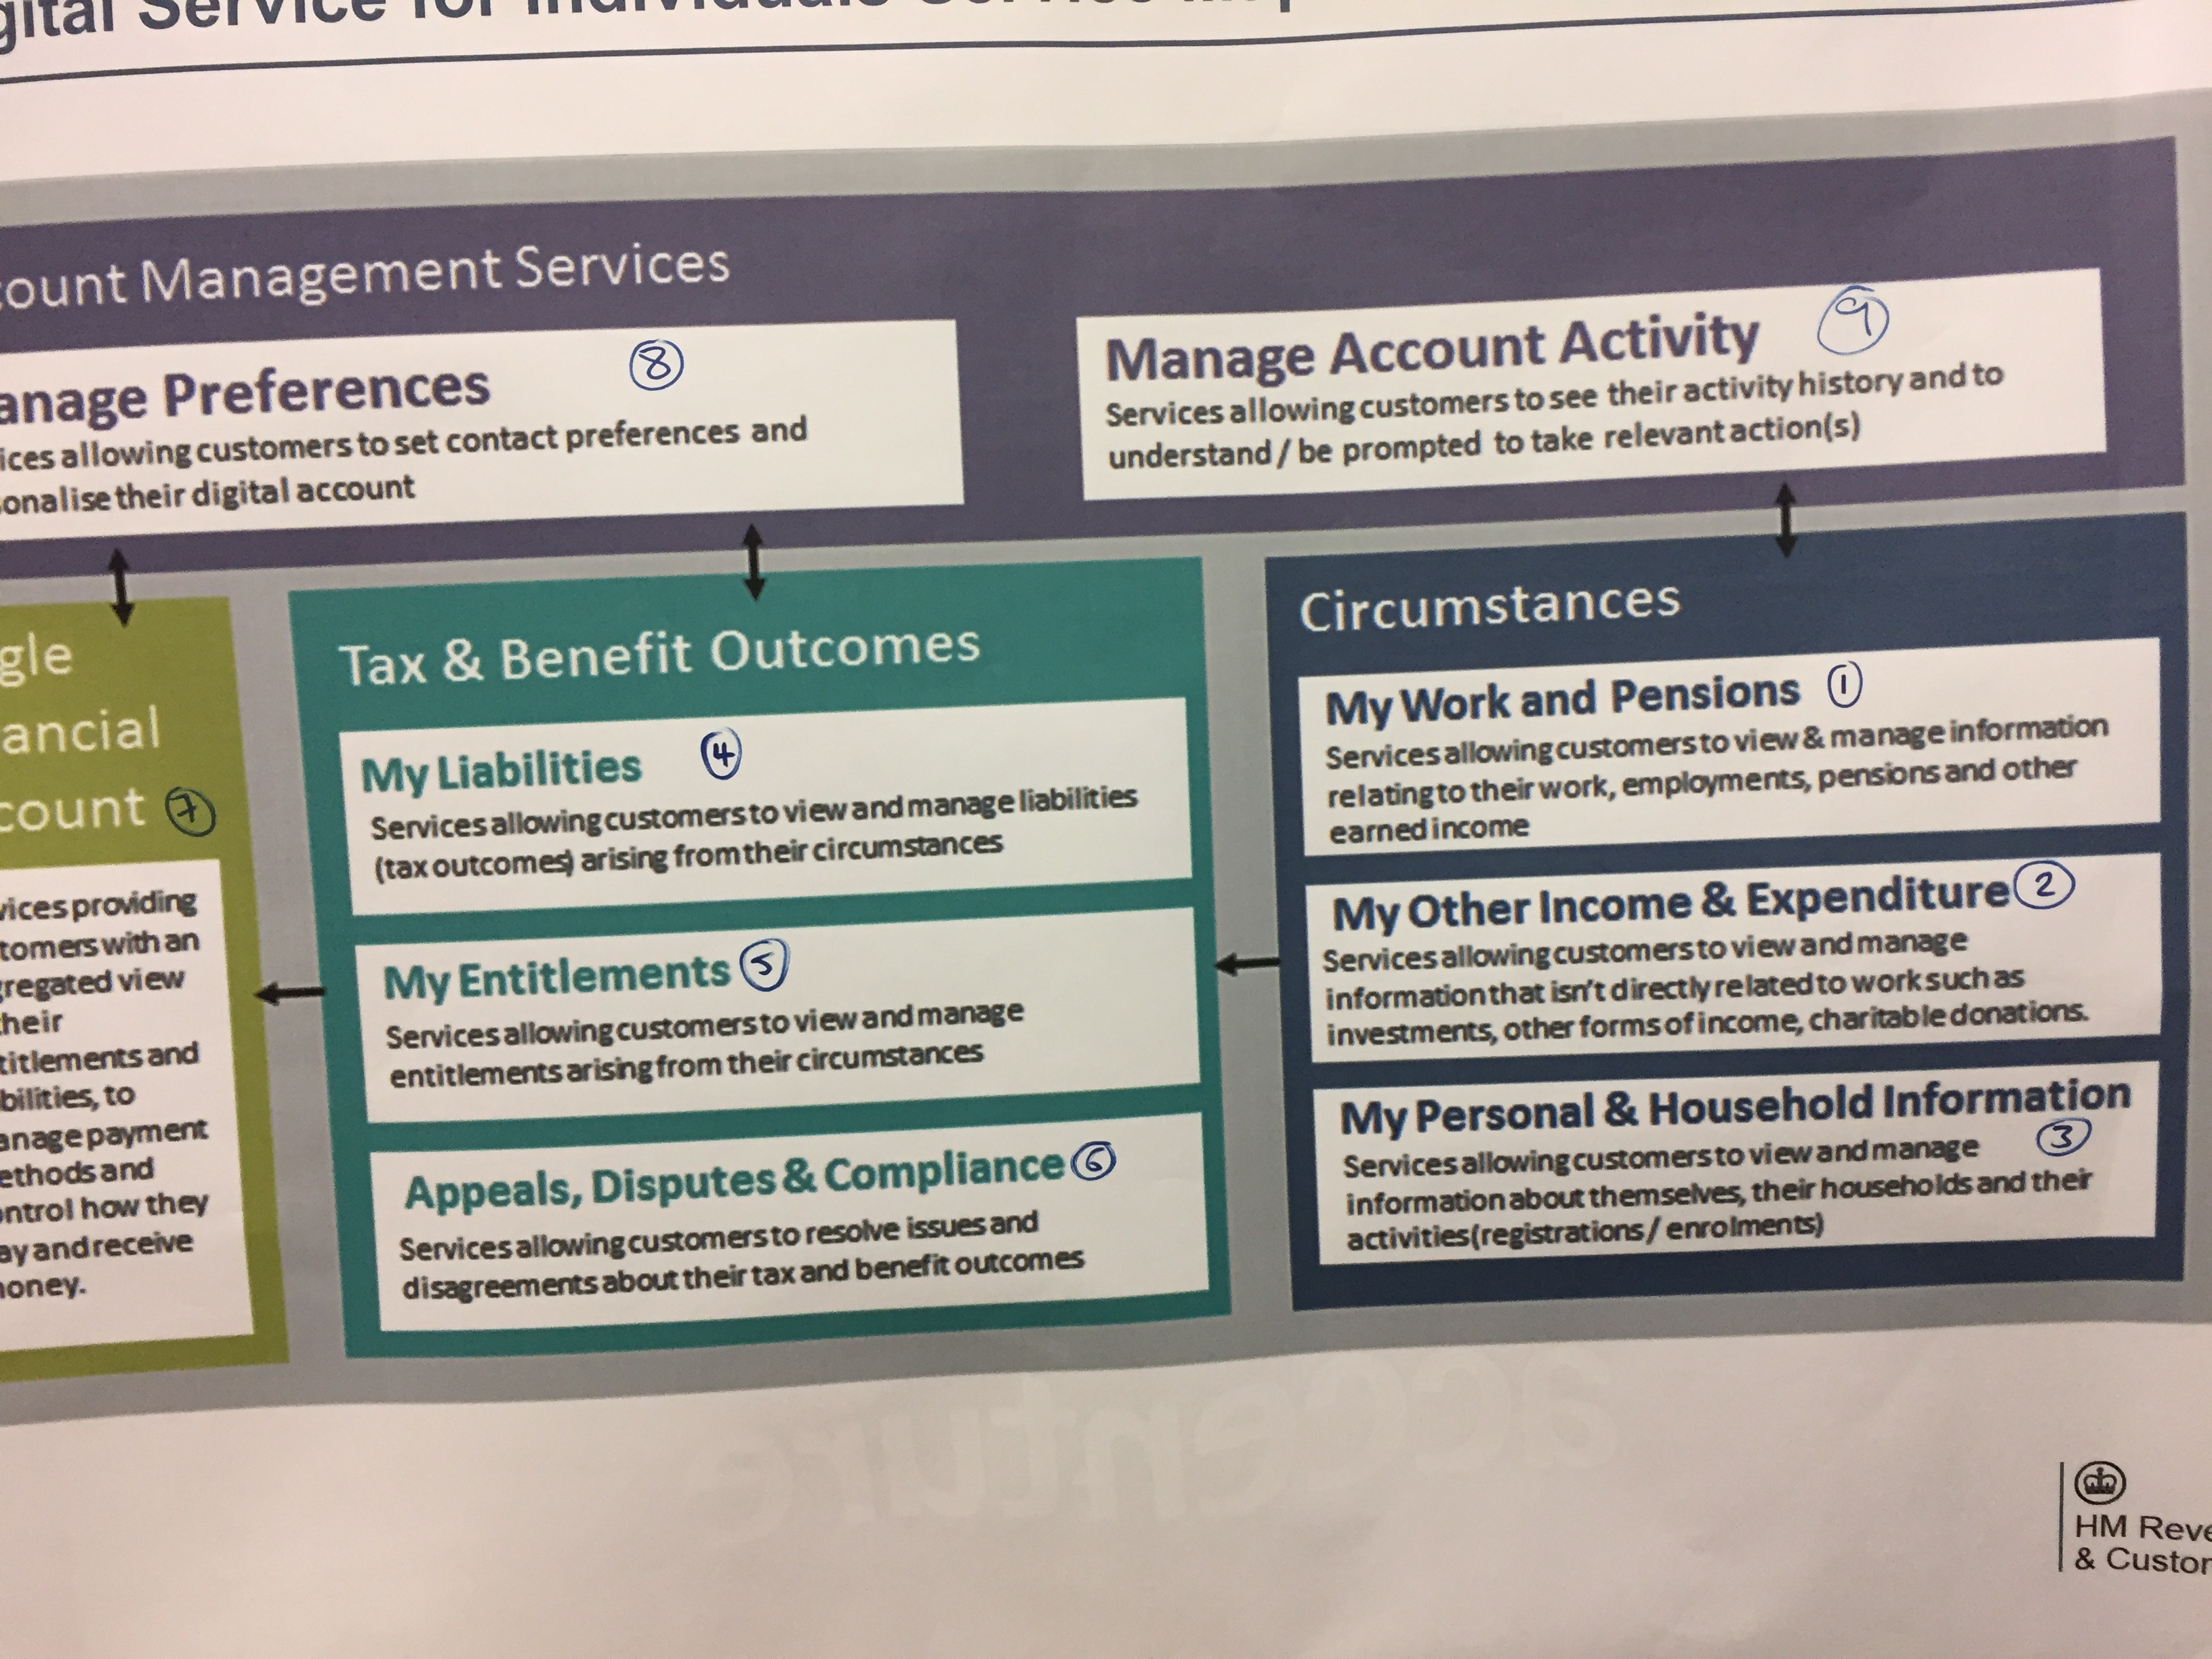 gital Service for Individuals Service
count Management Services
anage Preferences 8
ices allowing customers to set contact preferences and
onalise their digital account
Manage Account Activity 9
Services allowing customers to see their activity history and to
understand / be prompted to take relevant action(s)
gle
ancial
count 7
vices providing
tomers with an
gregated view
heir
titlements and
bilities, to
anage payment
ethods and
ontrol how they
ay and receive
oney.
Tax & Benefit Outcomes
My Liabilities 4
Services allowing customers to view and manage liabilities
(tax outcomes) arising from their circumstances
My Entitlements 5
Services allowing customers to view and manage
entitlements arising from their circumstances
Appeals, Disputes & Compliance 6
Services allowing customers to resolve issues and
disagreements about their tax and benefit outcomes
Circumstances
My Work and Pensions 1
Services allowing customers to view & manage information
relating to their work, employments, pensions and other
earned income
My Other Income & Expenditure 2
Services allowing customers to view and manage
information that isn't directly related to work such as
investments, other forms of income, charitable donations.
My Personal & Household Information
3
Services allowing customers to view and manage
information about themselves, their households and their
activities (registrations / enrolments)
accenture
HM Reve
& Custom